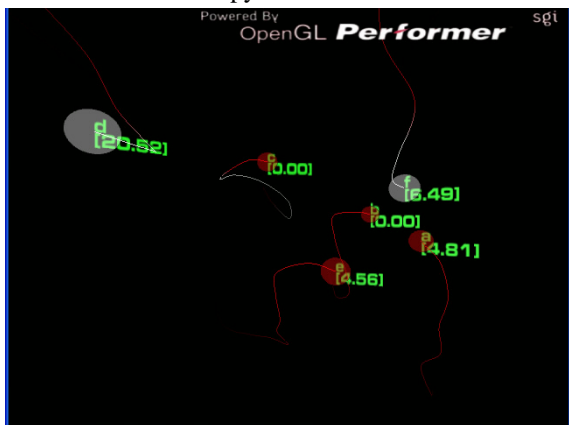 Powered By
OpenGL Performer
sgi
d
[20.52]
c
[0.00]
f
[6.49]
b
[0.00]
a
[4.81]
e
[4.56]